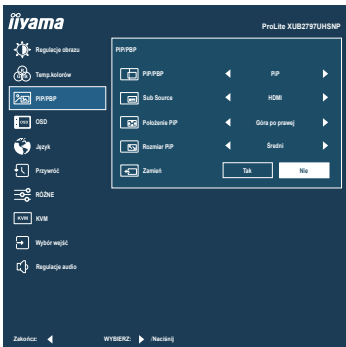 iiyama
ProLite XUB2797UHSNP
Regulacje obrazu
Temp.kolorów
PIP/PBP
OSD
OSD
Język
Przywróć
RÓŻNE
KVM KVM
Wybór wejść
Regulacje audio
PIP/PBP
PIP/PBP PiP
Sub Source HDMI
Położenie PiP Góra po prawej
Rozmiar PiP Średni
Zamień Tak Nie
Zakończ: WYBIERZ: /Naciśnij